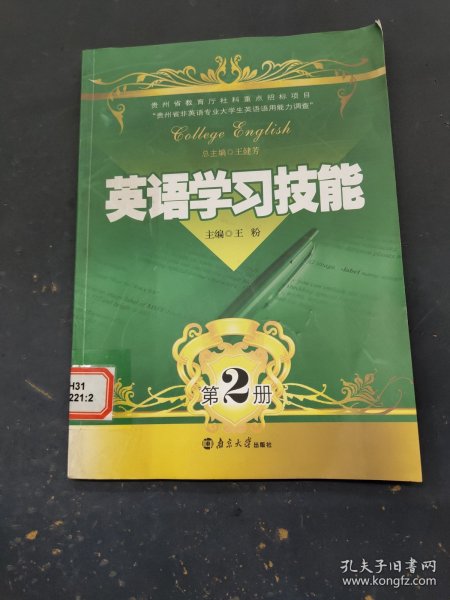 贵州省教育厅社科重点招标项目
“贵州省非英语专业大学生英语语用能力调查”
College English
总主编◎王健芳
英语学习技能
主编◎王 粉
第2册
H31
221:2
南京大学出版社
孔夫子旧书网
www.kongfz.com